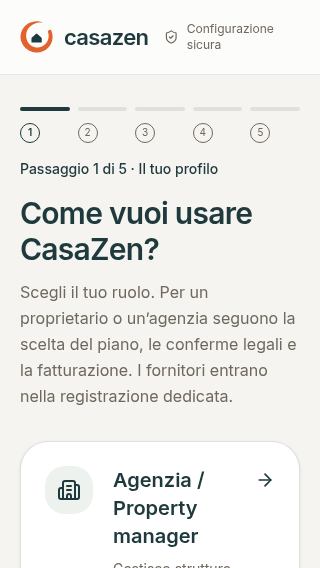 casazen
Configurazione
sicura
1 2 3 4 5
Passaggio 1 di 5 · Il tuo profilo
Come vuoi usare
CasaZen?
Scegli il tuo ruolo. Per un
proprietario o un'agenzia seguono la
scelta del piano, le conferme legali e
la fatturazione. I fornitori entrano
nella registrazione dedicata.
Agenzia /
Property
manager
Gestisce strutture